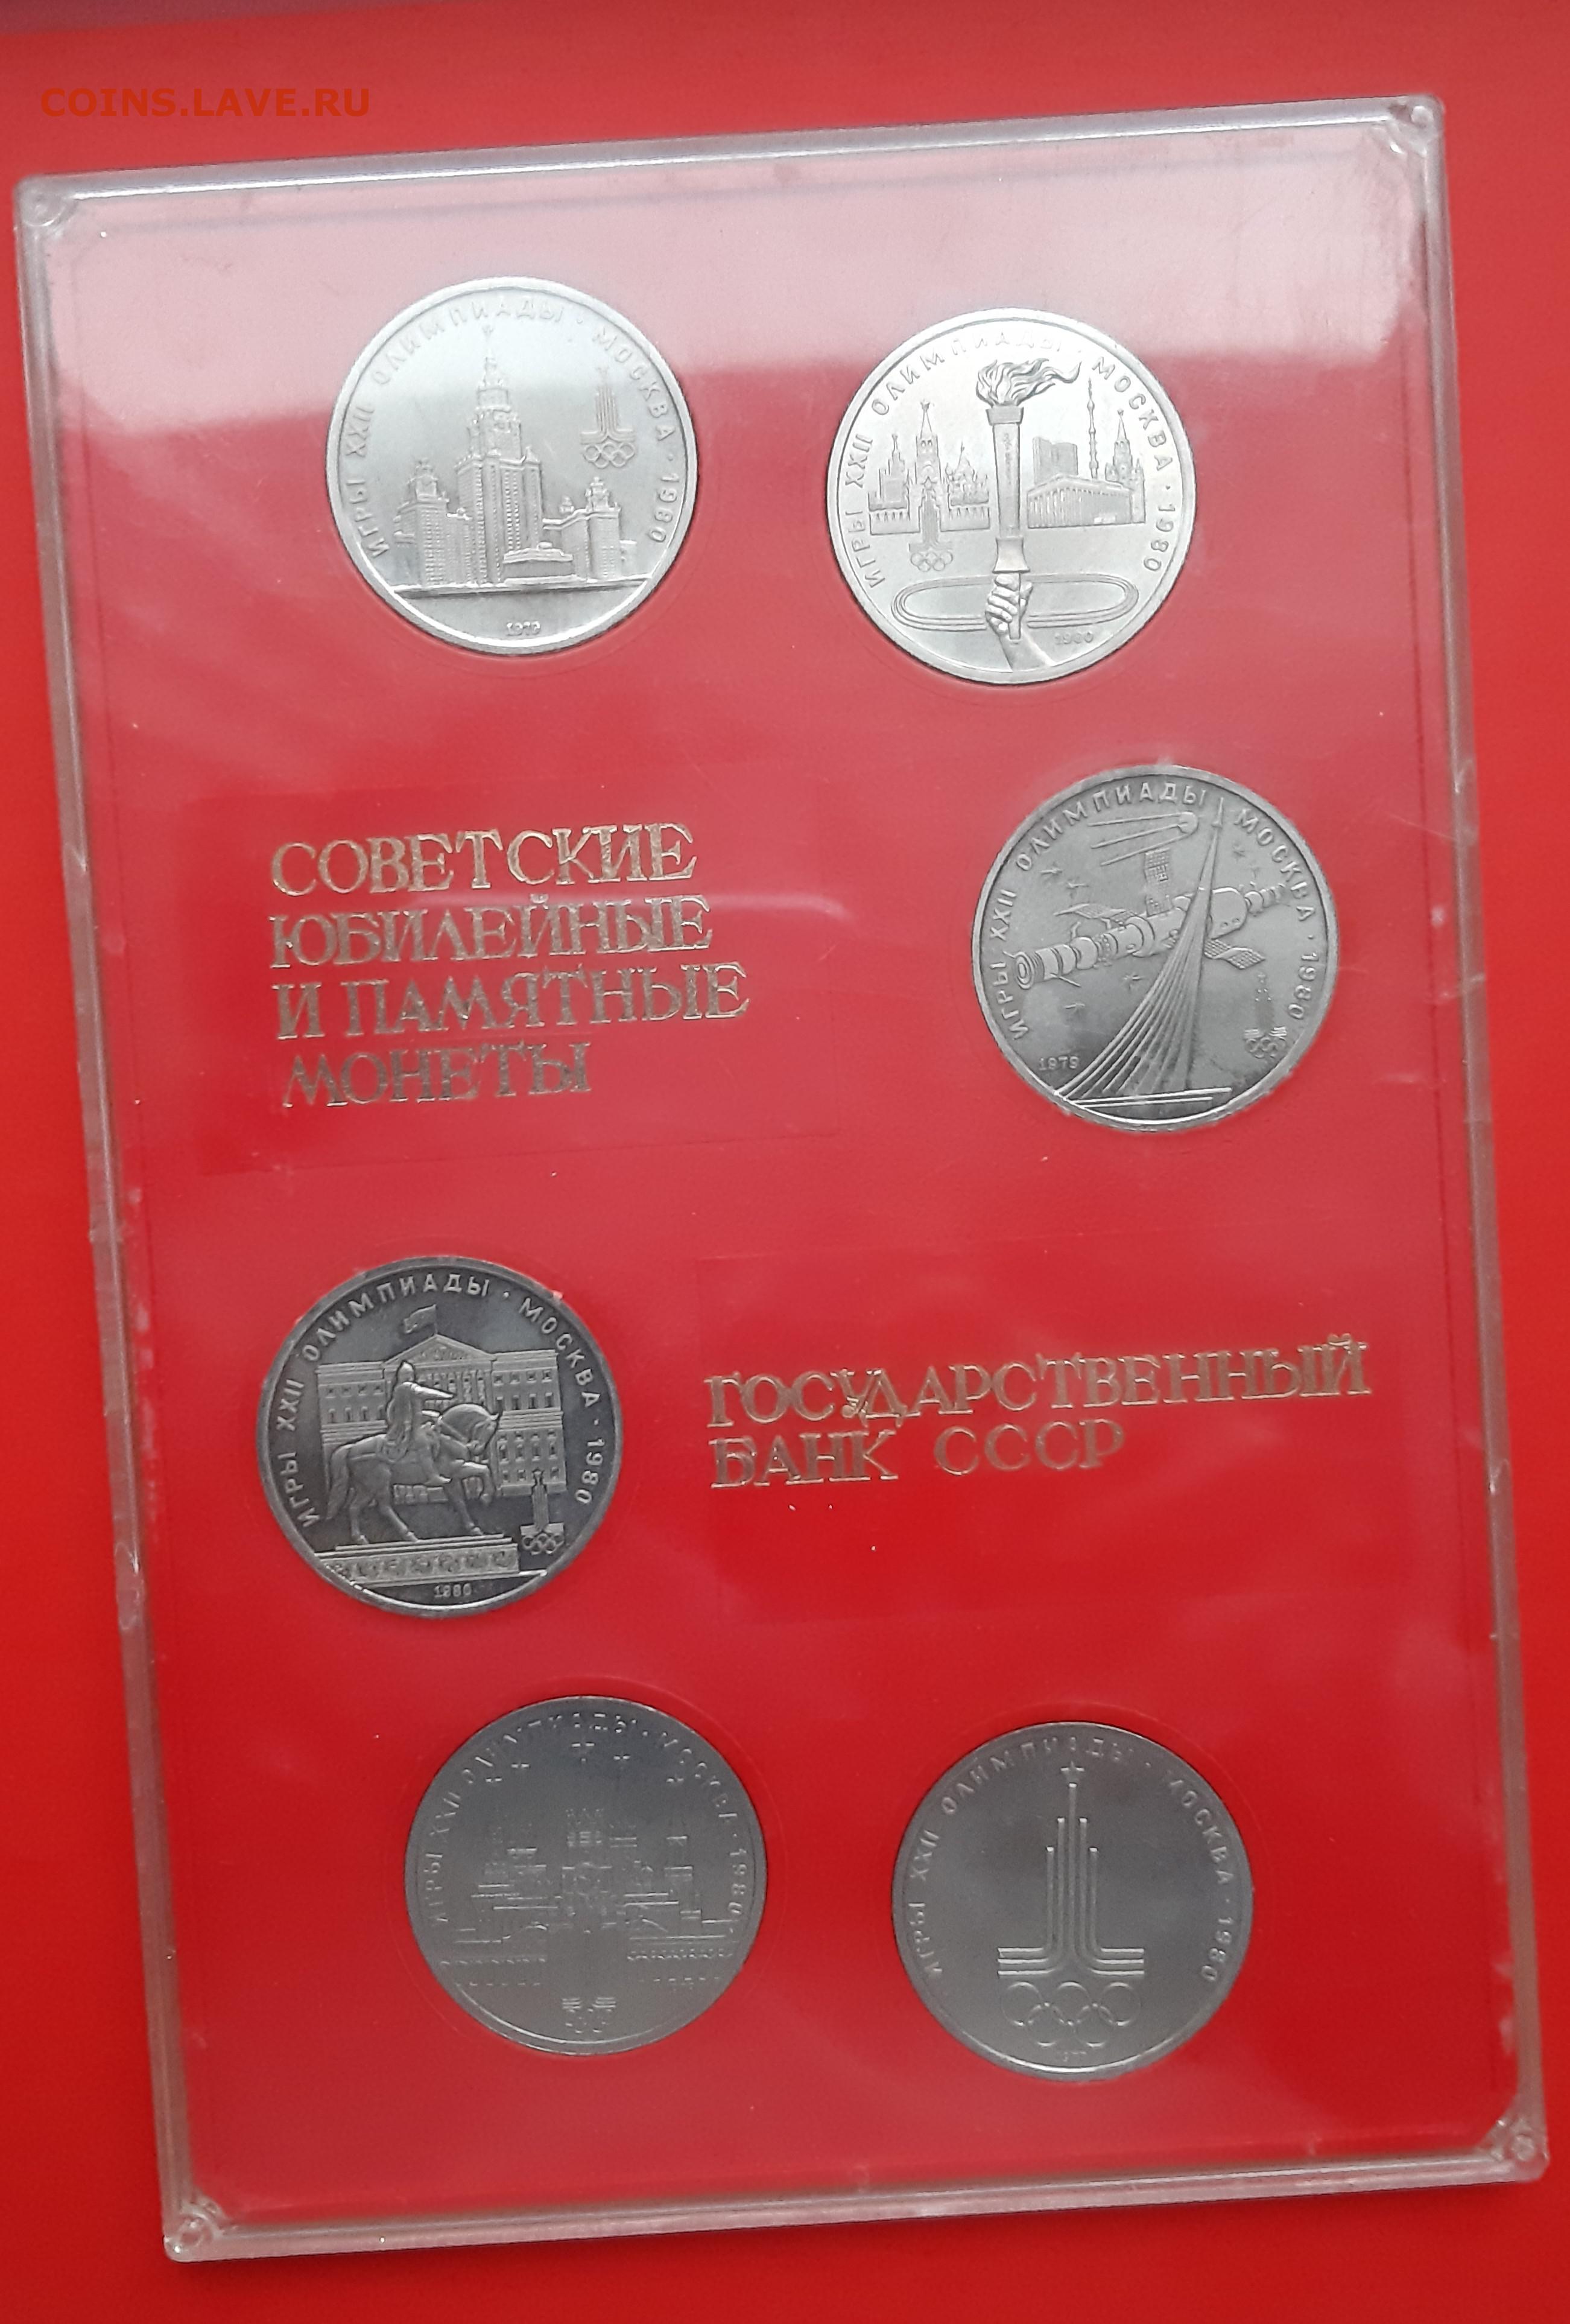 COINS.LAVE.RU
ИГРЫ XXII ОЛИМПИАДЫ · МОСКВА · 1980
1979
ИГРЫ XXII ОЛИМПИАДЫ · МОСКВА · 1980
1980
ИГРЫ XXII ОЛИМПИАДЫ МОСКВА · 1980
1979
СОВЕТСКИЕ
ЮБИЛЕЙНЫЕ
И ПАМЯТНЫЕ
МОНЕТЫ
ИГРЫ XXII ОЛИМПИАДЫ · МОСКВА · 1980
1980
ГОСУДАРСТВЕННЫЙ
БАНК СССР
ИГРЫ XXII ОЛИМПИАДЫ · МОСКВА · 1980
ИГРЫ XXII ОЛИМПИАДЫ · МОСКВА · 1980